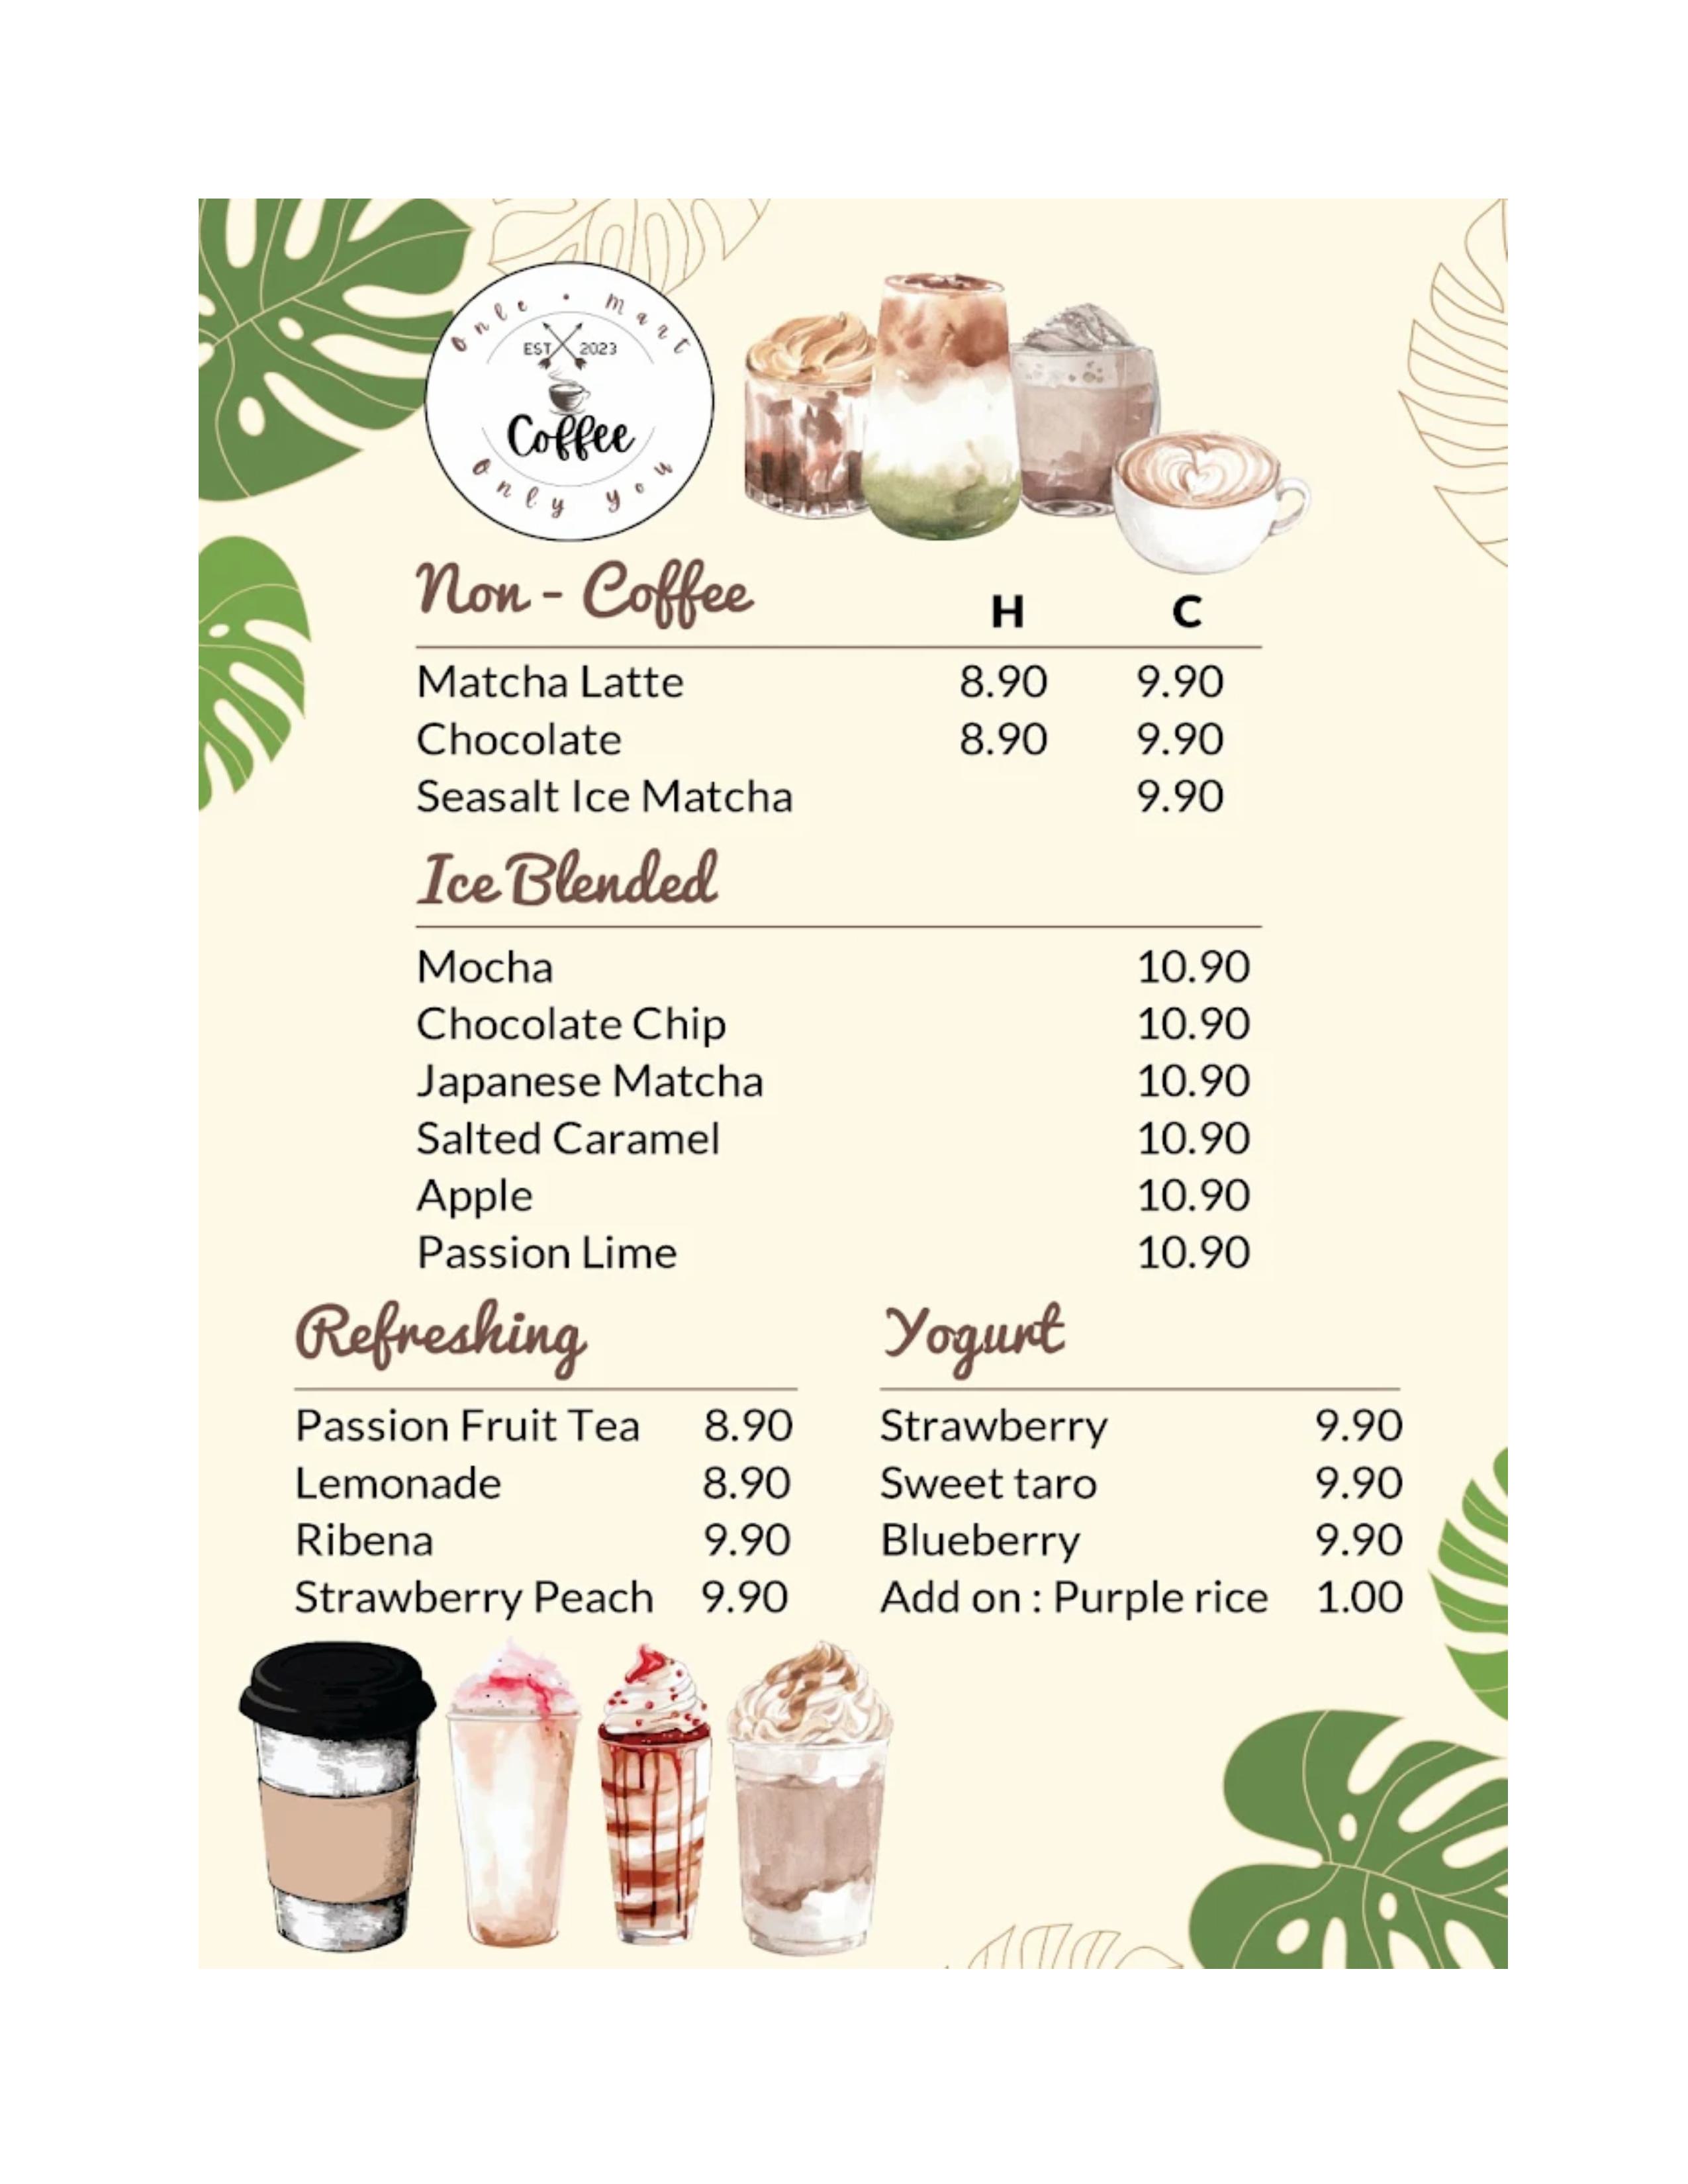 Onle • Mart
EST 2023
Coffee
Only you
Non - Coffee H C
Matcha Latte 8.90 9.90
Chocolate 8.90 9.90
Seasalt Ice Matcha 9.90
Ice Blended
Mocha 10.90
Chocolate Chip 10.90
Japanese Matcha 10.90
Salted Caramel 10.90
Apple 10.90
Passion Lime 10.90
Refreshing
Passion Fruit Tea 8.90
Lemonade 8.90
Ribena 9.90
Strawberry Peach 9.90
Yogurt
Strawberry 9.90
Sweet taro 9.90
Blueberry 9.90
Add on : Purple rice 1.00